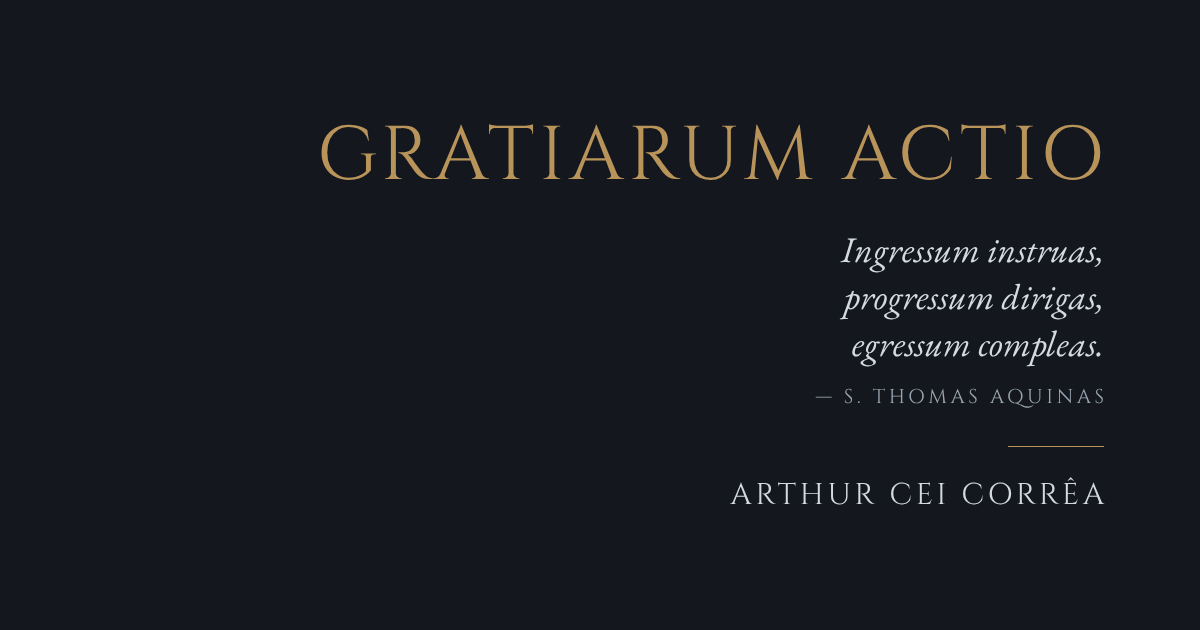 GRATIARUM ACTIO
Ingressum instruas,
progressum dirigas,
egressum compleas.
— S. THOMAS AQUINAS
ARTHUR CEI CORRÊA